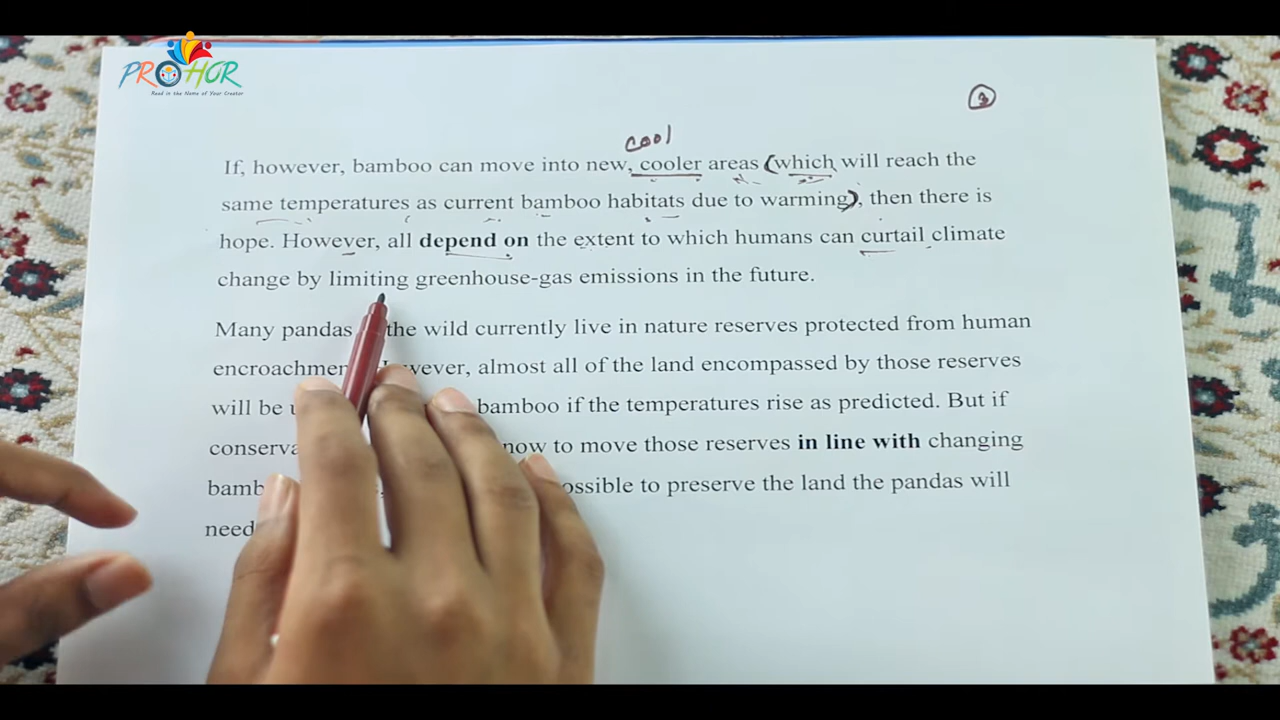 PROHOR
Read in the Name of Your Creator
3
cool
If, however, bamboo can move into new, cooler areas (which will reach the
same temperatures as current bamboo habitats due to warming), then there is
hope. However, all depend on the extent to which humans can curtail climate
change by limiting greenhouse-gas emissions in the future.
Many pandas the wild currently live in nature reserves protected from human
almost all of the land encompassed by those reserves
will be bamboo if the temperatures rise as predicted. But if
now to move those reserves in line with changing
to preserve the land the pandas will
need